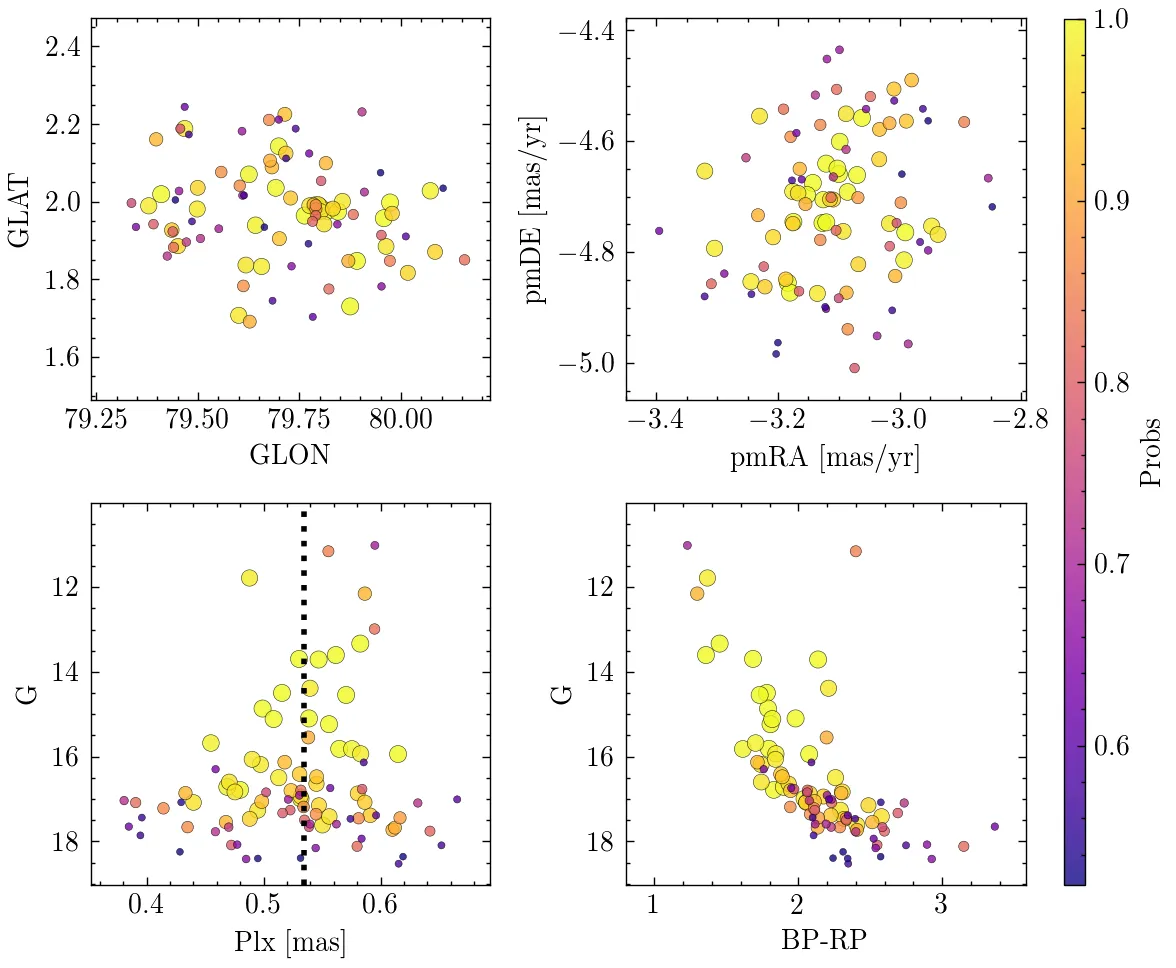 2.4
2.2
2.0
1.8
1.6
GLAT
79.25 79.50 79.75 80.00
GLON
−4.4
−4.6
−4.8
−5.0
pmDE [mas/yr]
−3.4 −3.2 −3.0 −2.8
pmRA [mas/yr]
12
14
16
18
G
0.4 0.5 0.6
Plx [mas]
12
14
16
18
G
1 2 3
BP-RP
1.0
0.9
0.8
0.7
0.6
Probs